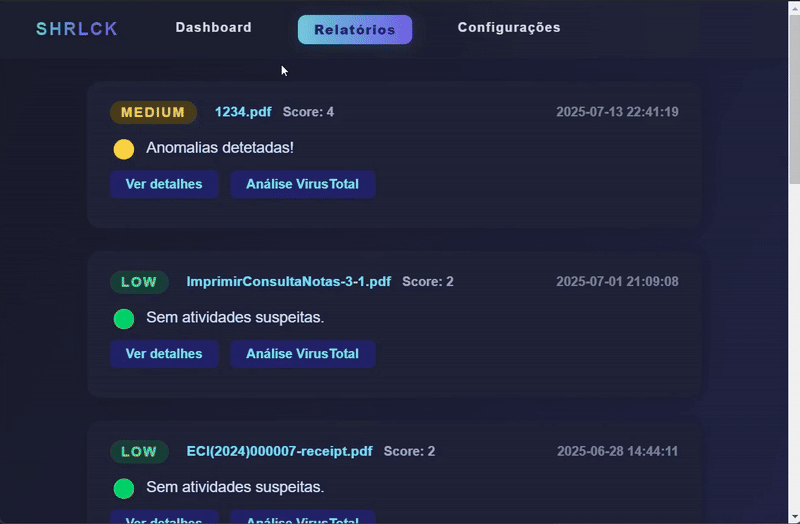 SHRLCK Dashboard Relatórios Configurações
MEDIUM 1234.pdf Score: 4 2025-07-13 22:41:19
Anomalias detetadas!
Ver detalhes Análise VirusTotal
LOW ImprimirConsultaNotas-3-1.pdf Score: 2 2025-07-01 21:09:08
Sem atividades suspeitas.
Ver detalhes Análise VirusTotal
LOW ECI(2024)000007-receipt.pdf Score: 2 2025-06-28 14:44:11
Sem atividades suspeitas.
Ver detalhes Análise VirusTotal